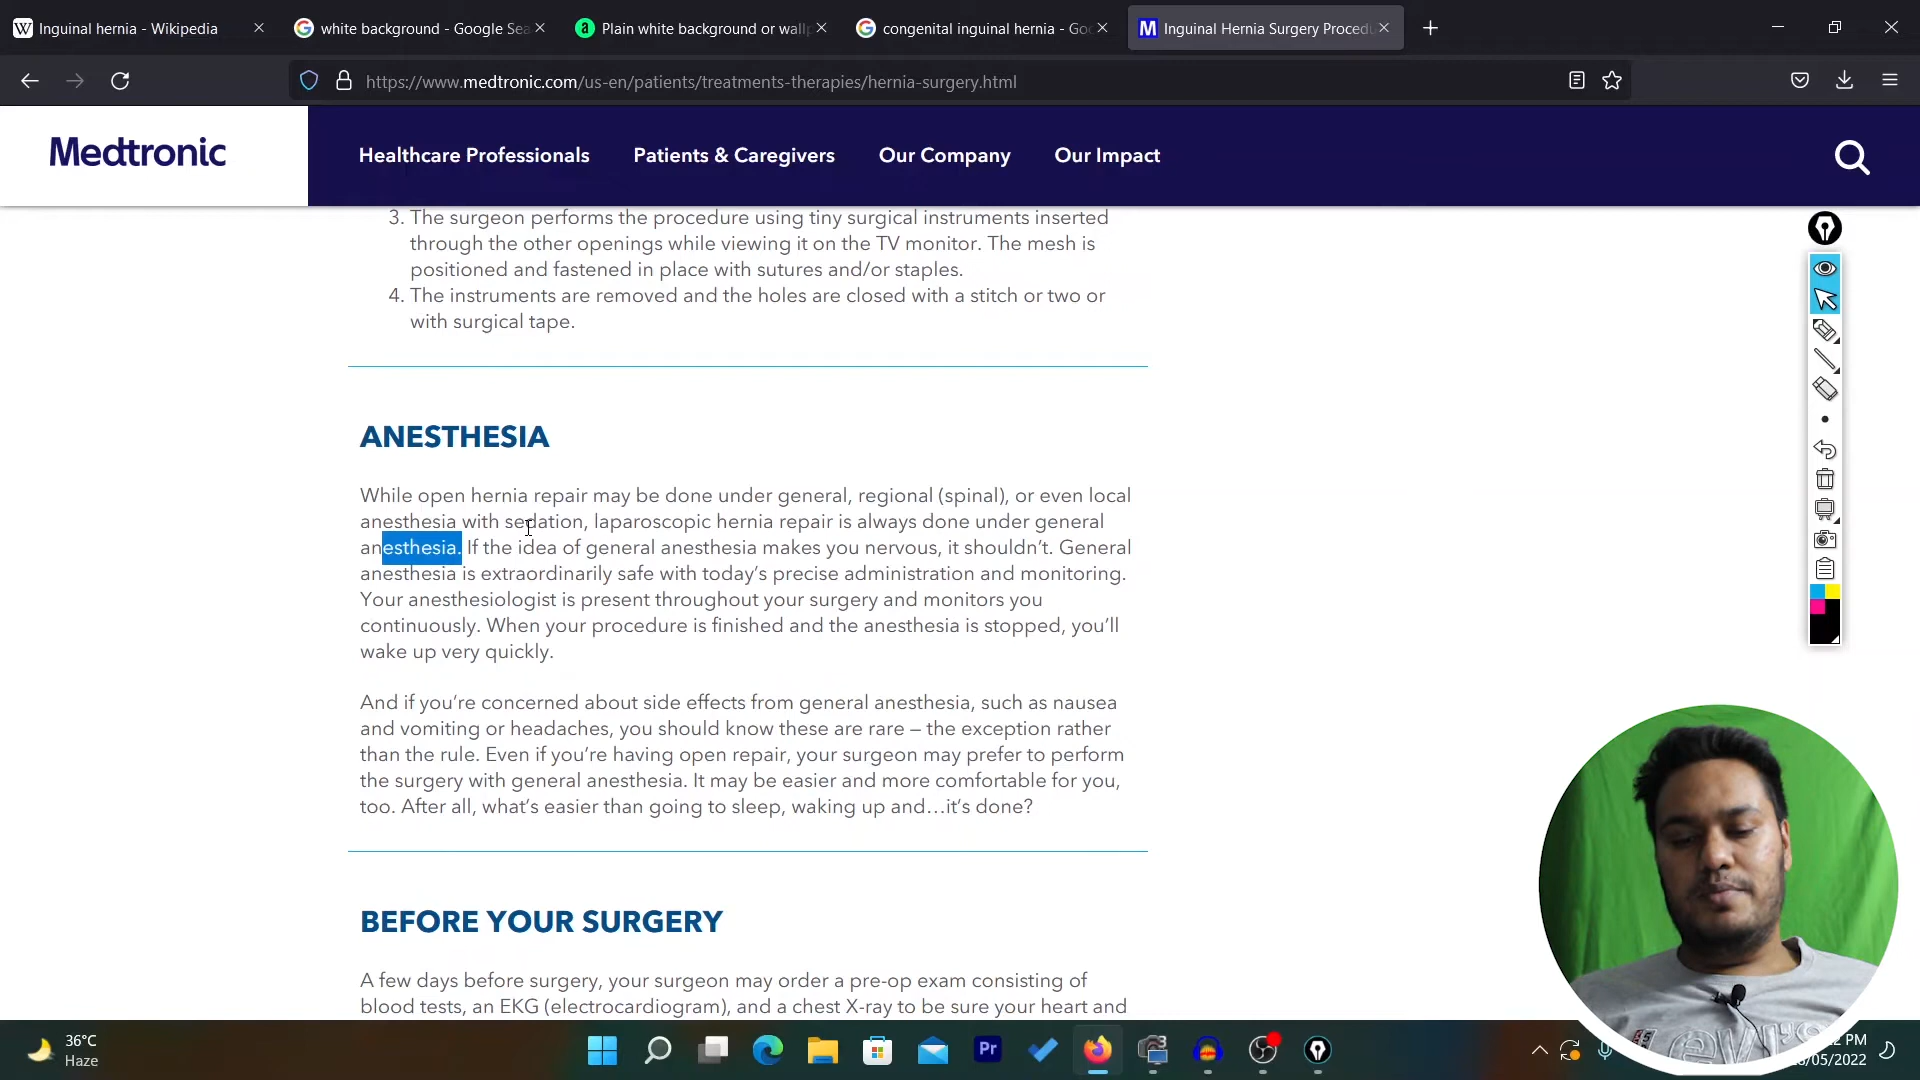 Inguinal hernia - Wikipedia
white background - Google Sea
Plain white background or wallp
congenital inguinal hernia - Goo
Inguinal Hernia Surgery Procedu
https://www.medtronic.com/us-en/patients/treatments-therapies/hernia-surgery.html
Medtronic
Healthcare Professionals
Patients & Caregivers
Our Company
Our Impact
3. The surgeon performs the procedure using tiny surgical instruments inserted
through the other openings while viewing it on the TV monitor. The mesh is
positioned and fastened in place with sutures and/or staples.
4. The instruments are removed and the holes are closed with a stitch or two or
with surgical tape.
ANESTHESIA
While open hernia repair may be done under general, regional (spinal), or even local
anesthesia with sedation, laparoscopic hernia repair is always done under general
anesthesia. If the idea of general anesthesia makes you nervous, it shouldn't. General
anesthesia is extraordinarily safe with today's precise administration and monitoring.
Your anesthesiologist is present throughout your surgery and monitors you
continuously. When your procedure is finished and the anesthesia is stopped, you'll
wake up very quickly.
And if you're concerned about side effects from general anesthesia, such as nausea
and vomiting or headaches, you should know these are rare – the exception rather
than the rule. Even if you're having open repair, your surgeon may prefer to perform
the surgery with general anesthesia. It may be easier and more comfortable for you,
too. After all, what's easier than going to sleep, waking up and…it's done?
BEFORE YOUR SURGERY
A few days before surgery, your surgeon may order a pre-op exam consisting of
blood tests, an EKG (electrocardiogram), and a chest X-ray to be sure your heart and
36°C
Haze
Pr
PM
/05/2022